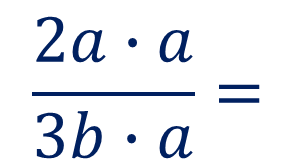 2a · a
3b · a =